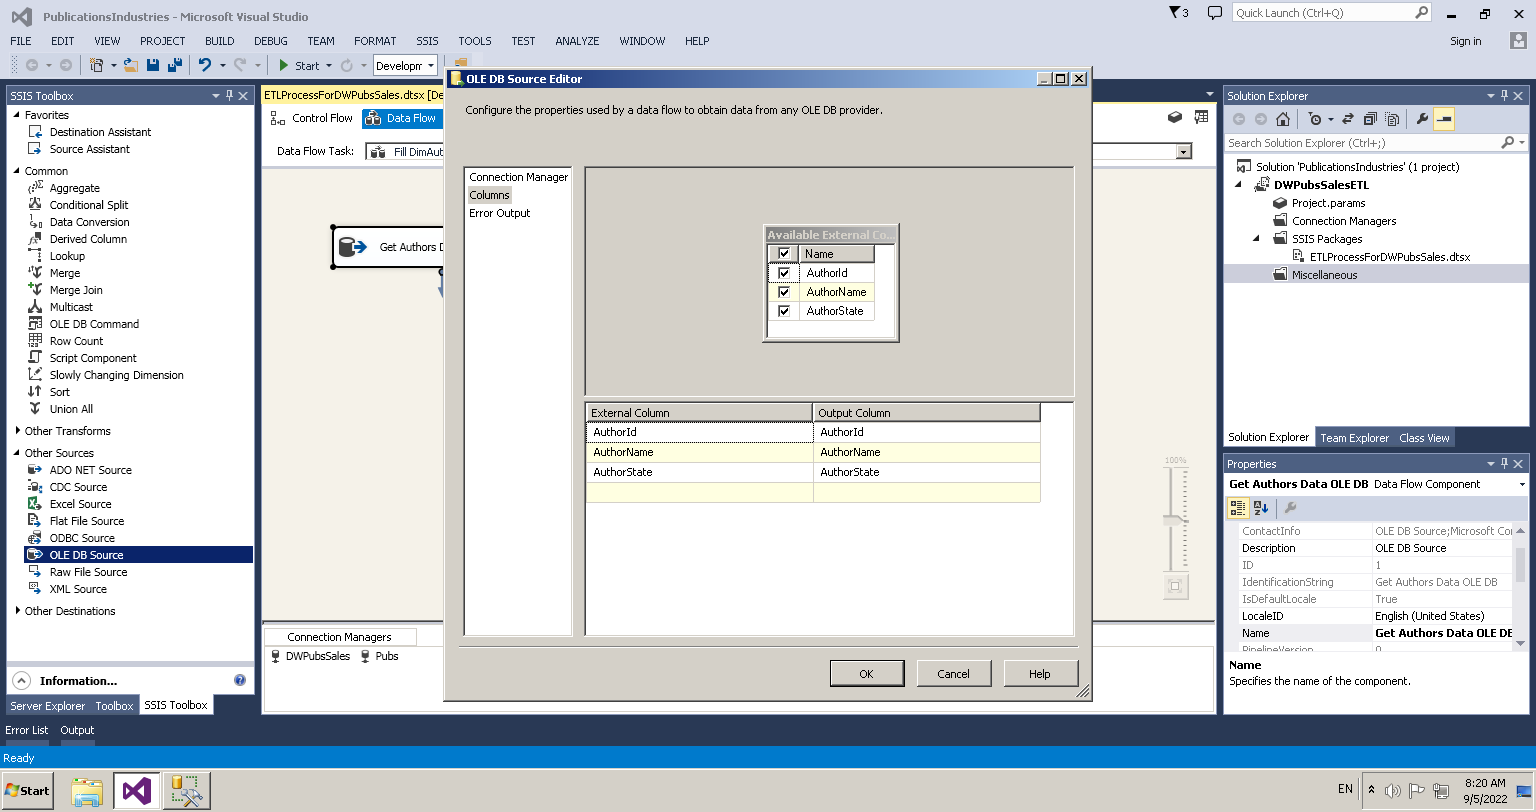 PublicationsIndustries - Microsoft Visual Studio
3
Quick Launch (Ctrl+Q)
FILE EDIT VIEW PROJECT BUILD DEBUG TEAM FORMAT SSIS TOOLS TEST ANALYZE WINDOW HELP
Sign in
Start
Developm
SSIS Toolbox
Favorites
Destination Assistant
Source Assistant
Common
Aggregate
Conditional Split
Data Conversion
Derived Column
Lookup
Merge
Merge Join
Multicast
OLE DB Command
Row Count
Script Component
Slowly Changing Dimension
Sort
Union All
Other Transforms
Other Sources
ADO NET Source
CDC Source
Excel Source
Flat File Source
ODBC Source
OLE DB Source
Raw File Source
XML Source
Other Destinations
Information...
Server Explorer Toolbox SSIS Toolbox
ETLProcessForDWPubsSales.dtsx [De
Control Flow Data Flow
Data Flow Task: Fill DimAut
Get Authors D
100%
Connection Managers
DWPubsSales Pubs
OLE DB Source Editor
Configure the properties used by a data flow to obtain data from any OLE DB provider.
Connection Manager
Columns
Error Output
Available External Co...
Name
AuthorId
AuthorName
AuthorState
External Column Output Column
AuthorId AuthorId
AuthorName AuthorName
AuthorState AuthorState
OK Cancel Help
Solution Explorer
Search Solution Explorer (Ctrl+;)
Solution 'PublicationsIndustries' (1 project)
DWPubsSalesETL
Project.params
Connection Managers
SSIS Packages
ETLProcessForDWPubsSales.dtsx
Miscellaneous
Solution Explorer Team Explorer Class View
Properties
Get Authors Data OLE DB Data Flow Component
ContactInfo OLE DB Source;Microsoft Co
Description OLE DB Source
ID 1
IdentificationString Get Authors Data OLE DB
IsDefaultLocale True
LocaleID English (United States)
Name Get Authors Data OLE DE
PipelineVersion 0
Name
Specifies the name of the component.
Error List Output
Ready
Start
EN
8:20 AM
9/5/2022